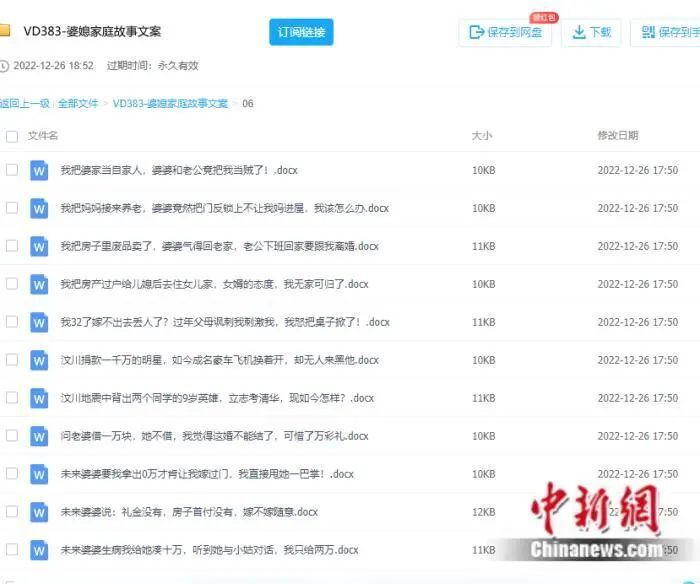 VD383-婆媳家庭故事文案 订阅链接 领红包 保存到网盘 下载 保存到手
2022-12-26 18:52 过期时间：永久有效
返回上一级 全部文件 > VD383-婆媳家庭故事文案 > 06
文件名 大小 修改日期
我把婆家当自家人，婆婆和老公竟把我当贼了！.docx 10KB 2022-12-26 17:50
我把妈妈接来养老，婆婆竟然把门反锁上不让我妈进屋，我该怎么办.docx 10KB 2022-12-26 17:50
我把房子里废品卖了，婆婆气得回老家，老公下班回家要跟我离婚.docx 11KB 2022-12-26 17:50
我把房产过户给儿媳后去住女儿家，女婿的态度，我无家可归了.docx 10KB 2022-12-26 17:50
我32了嫁不出去丢人了？过年父母讽刺我刺激我，我怒把桌子掀了！.docx 11KB 2022-12-26 17:50
汶川捐款一千万的明星，如今成名豪车飞机换着开，却无人来黑他.docx 10KB 2022-12-26 17:50
汶川地震中背出两个同学的9岁英雄，立志考清华，现如今怎样？.docx 11KB 2022-12-26 17:50
问老婆借一万块，她不借，我觉得这婚不能结了，可惜了万彩礼.docx 10KB 2022-12-26 17:50
未来婆婆要我拿出0万才肯让我嫁过门，我直接甩她一巴掌！.docx 10KB 2022-12-26 17:50
未来婆婆说：礼金没有，房子首付没有，嫁不嫁随意.docx 12KB
未来婆婆生病我给她凑十万，听到她与小姑对话，我只给两万.docx 11KB :50
中新網
Chinanews.com